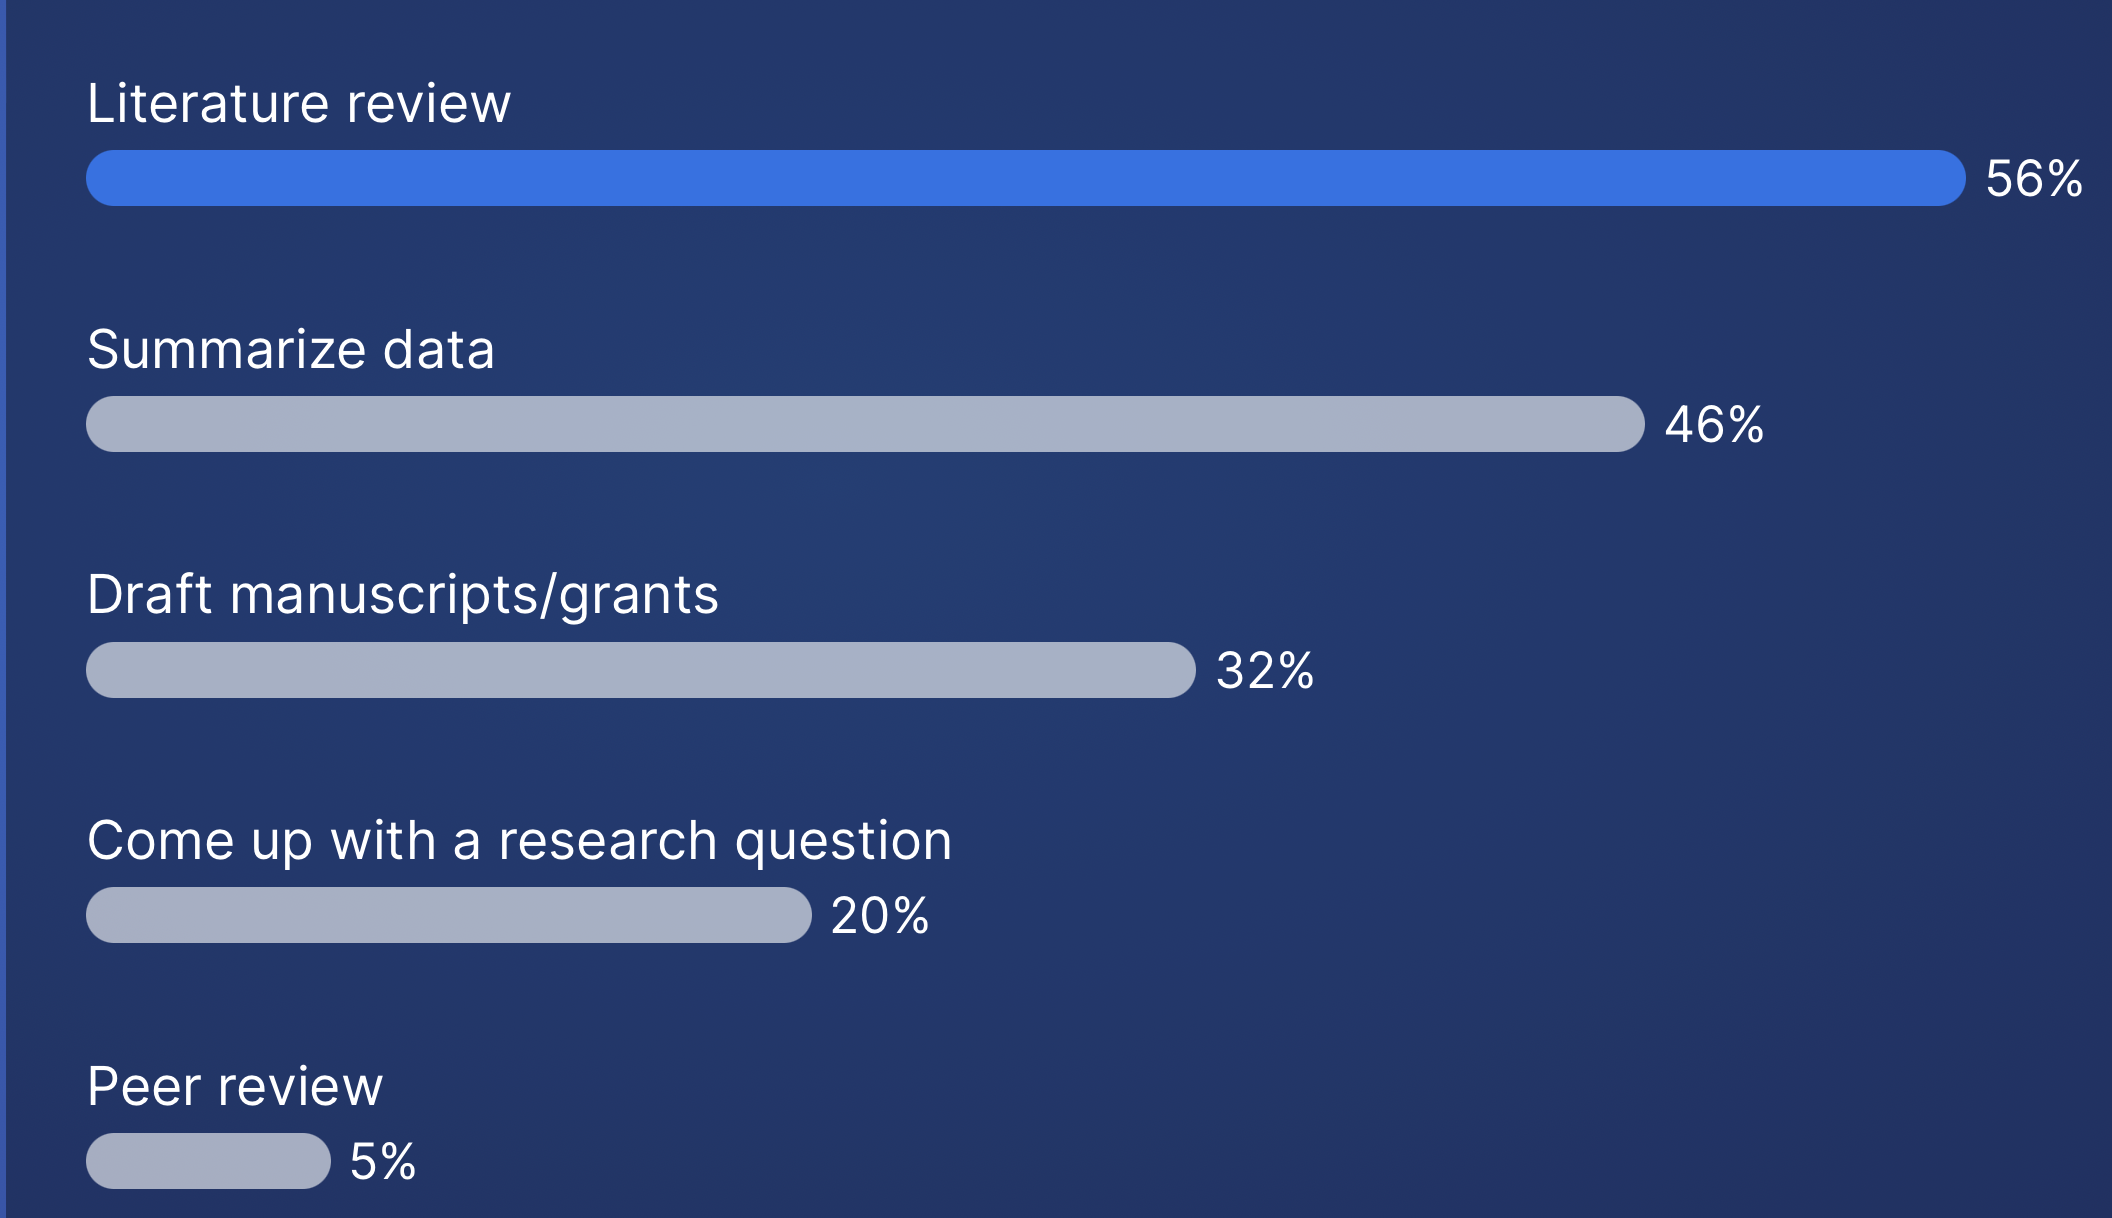 Literature review
56%
Summarize data
46%
Draft manuscripts/grants
32%
Come up with a research question
20%
Peer review
5%